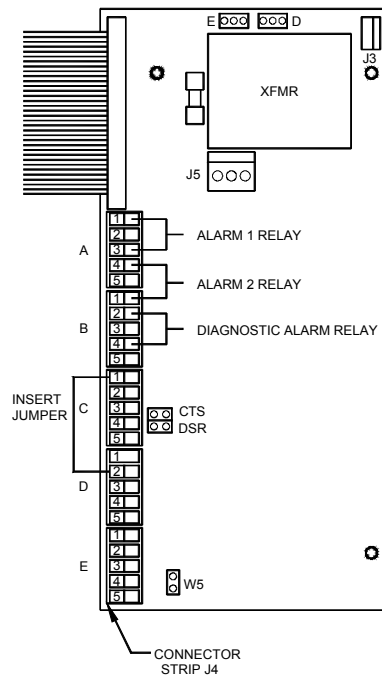 E D
J3
XFMR
J5
1
2
3
4
5
A
ALARM 1 RELAY
ALARM 2 RELAY
1
2
3
4
5
B
DIAGNOSTIC ALARM RELAY
INSERT
JUMPER
C
1
2
3
4
5
CTS
DSR
1
2
3
4
5
D
1
2
3
4
5
E
W5
CONNECTOR
STRIP J4